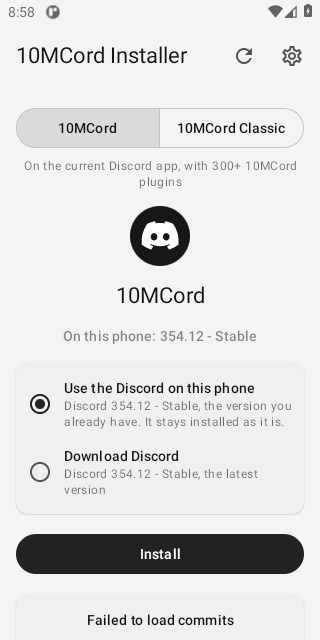 8:58
10MCord Installer
10MCord
10MCord Classic
On the current Discord app, with 300+ 10MCord
plugins
10MCord
On this phone: 354.12 - Stable
Use the Discord on this phone
Discord 354.12 - Stable, the version you
already have. It stays installed as it is.
Download Discord
Discord 354.12 - Stable, the latest
version
Install
Failed to load commits